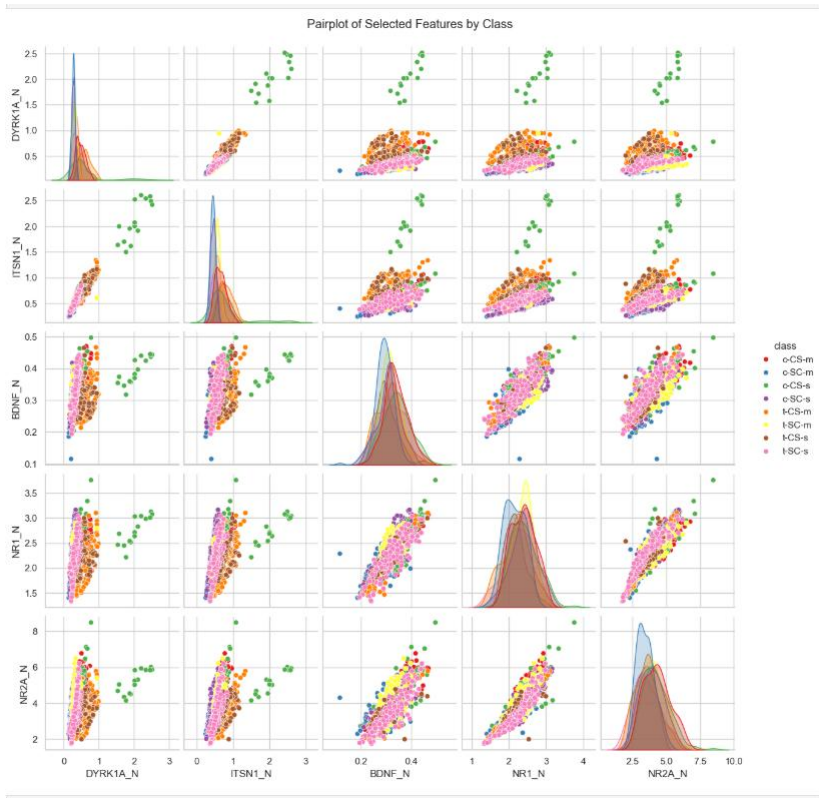 Pairplot of Selected Features by Class
DYRK1A_N
2.5
2.0
1.5
1.0
0.5
ITSN1_N
2.5
2.0
1.5
1.0
0.5
BDNF_N
0.5
0.4
0.3
0.2
0.1
class
c-CS-m
c-SC-m
c-CS-s
c-SC-s
t-CS-m
t-SC-m
t-CS-s
t-SC-s
NR1_N
3.5
3.0
2.5
2.0
1.5
NR2A_N
8
6
4
2
0 1 2 3
0 1 2 3
0.2 0.4
1 2 3 4
2.5 5.0 7.5 10.0
DYRK1A_N
ITSN1_N
BDNF_N
NR1_N
NR2A_N